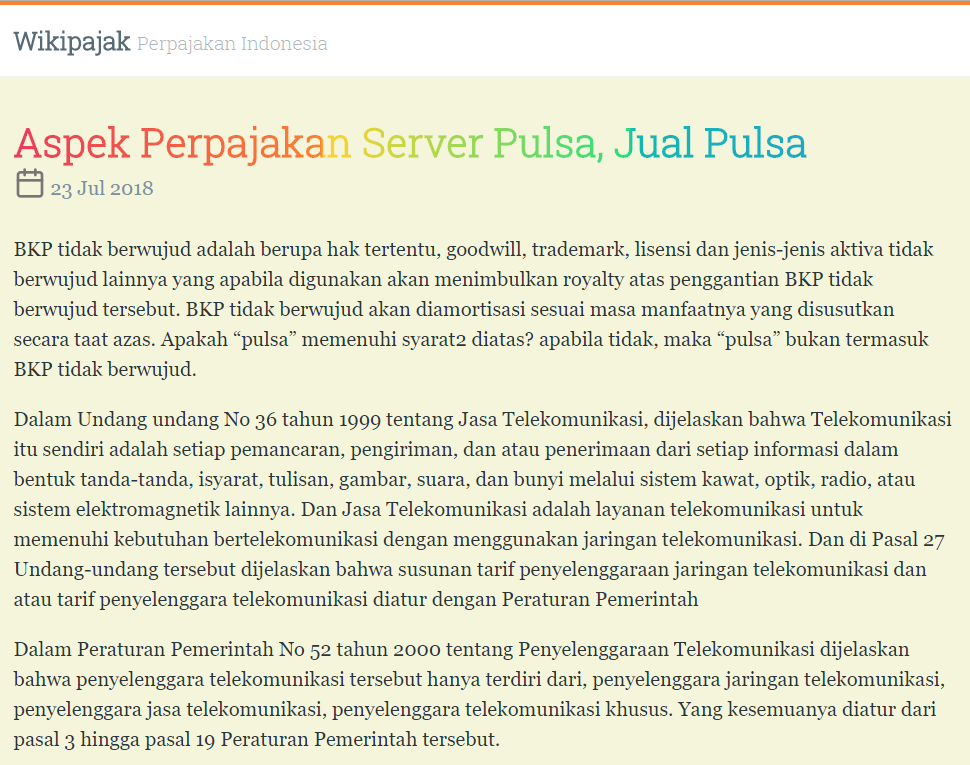 Wikipajak Perpajakan Indonesia
Aspek Perpajakan Server Pulsa, Jual Pulsa
23 Jul 2018
BKP tidak berwujud adalah berupa hak tertentu, goodwill, trademark, lisensi dan jenis-jenis aktiva tidak
berwujud lainnya yang apabila digunakan akan menimbulkan royalty atas penggantian BKP tidak
berwujud tersebut. BKP tidak berwujud akan diamortisasi sesuai masa manfaatnya yang disusutkan
secara taat azas. Apakah “pulsa” memenuhi syarat2 diatas? apabila tidak, maka “pulsa” bukan termasuk
BKP tidak berwujud.
Dalam Undang undang No 36 tahun 1999 tentang Jasa Telekomunikasi, dijelaskan bahwa Telekomunikasi
itu sendiri adalah setiap pemancaran, pengiriman, dan atau penerimaan dari setiap informasi dalam
bentuk tanda-tanda, isyarat, tulisan, gambar, suara, dan bunyi melalui sistem kawat, optik, radio, atau
sistem elektromagnetik lainnya. Dan Jasa Telekomunikasi adalah layanan telekomunikasi untuk
memenuhi kebutuhan bertelekomunikasi dengan menggunakan jaringan telekomunikasi. Dan di Pasal 27
Undang-undang tersebut dijelaskan bahwa susunan tarif penyelenggaraan jaringan telekomunikasi dan
atau tarif penyelenggara telekomunikasi diatur dengan Peraturan Pemerintah
Dalam Peraturan Pemerintah No 52 tahun 2000 tentang Penyelenggaraan Telekomunikasi dijelaskan
bahwa penyelenggara telekomunikasi tersebut hanya terdiri dari, penyelenggara jaringan telekomunikasi,
penyelenggara jasa telekomunikasi, penyelenggara telekomunikasi khusus. Yang kesemuanya diatur dari
pasal 3 hingga pasal 19 Peraturan Pemerintah tersebut.